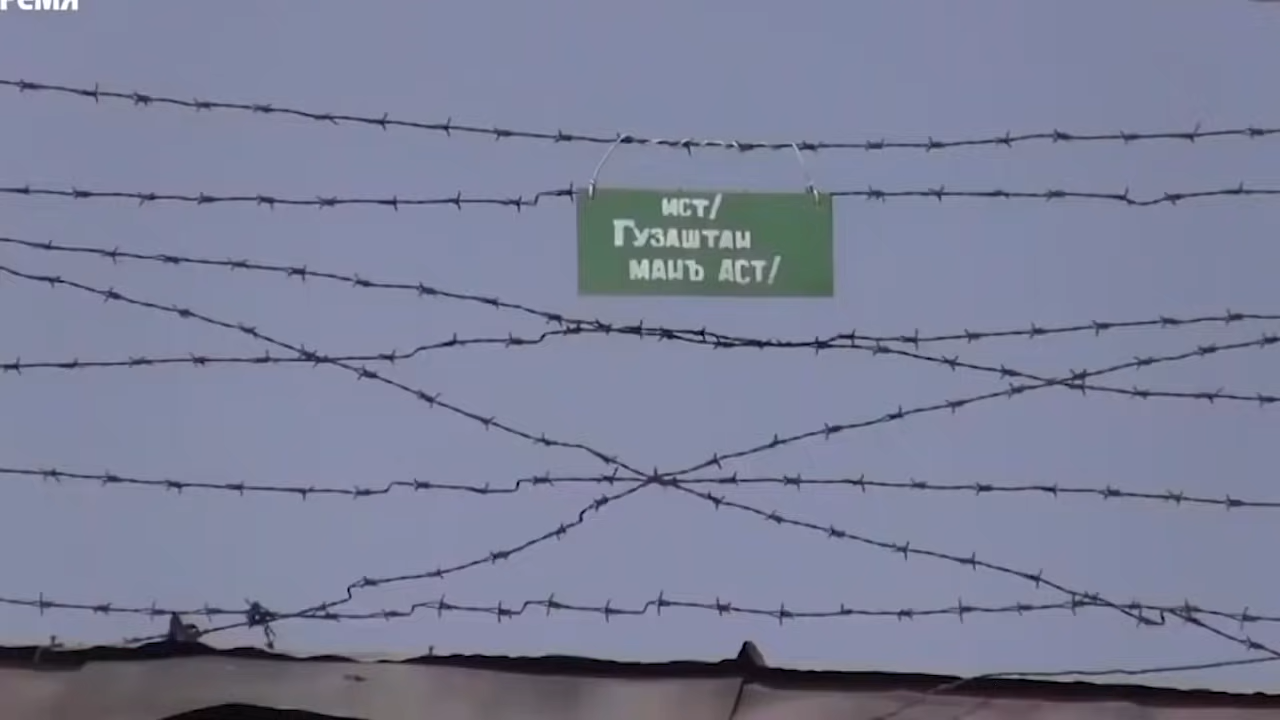 ремя
ист/
Гузаштан
манъ аст/